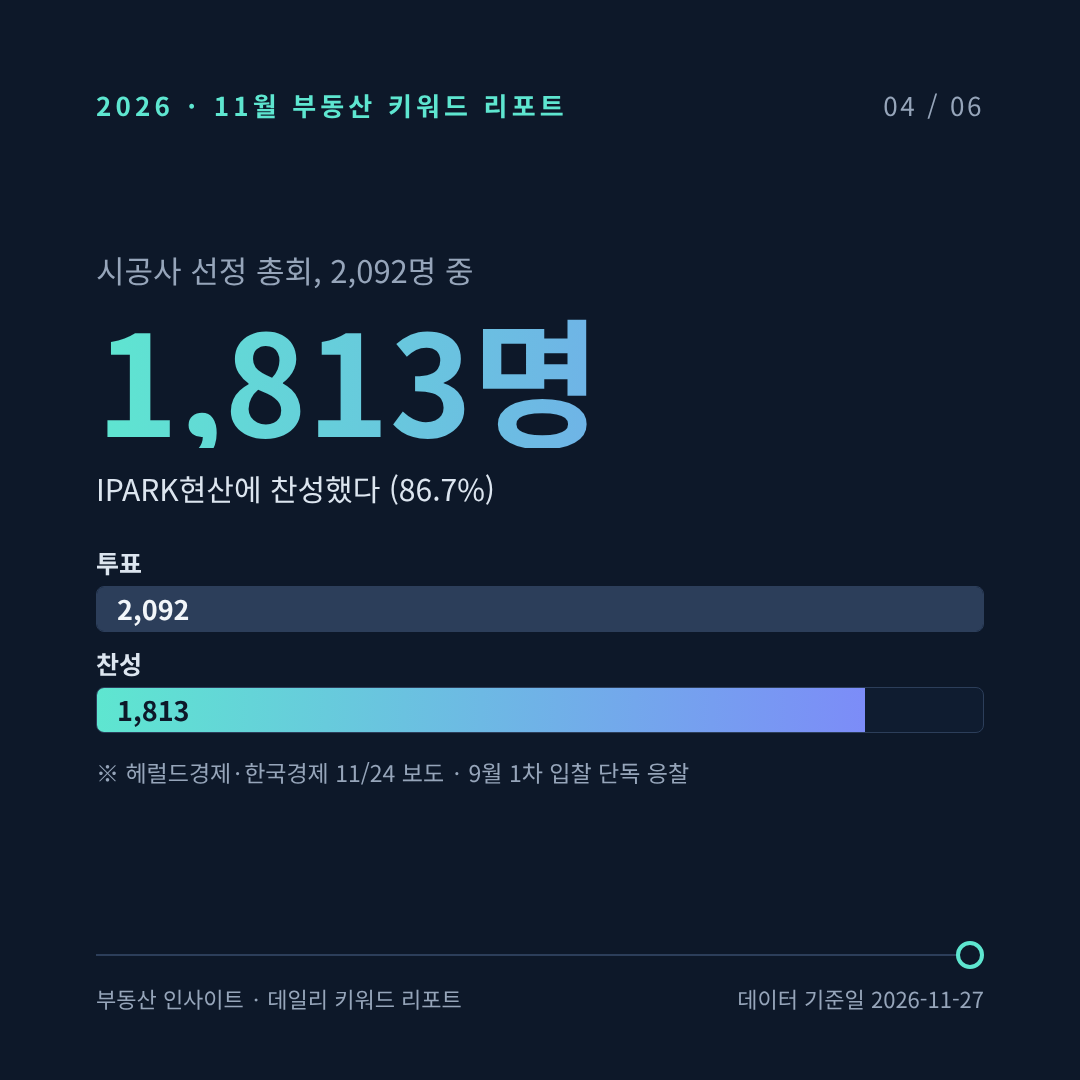 2026 · 11월 부동산 키워드 리포트
04 / 06
시공사 선정 총회, 2,092명 중
1,813명
IPARK현산에 찬성했다 (86.7%)
투표
2,092
찬성
1,813
※ 헤럴드경제·한국경제 11/24 보도 · 9월 1차 입찰 단독 응찰
부동산 인사이트 · 데일리 키워드 리포트
데이터 기준일 2026-11-27